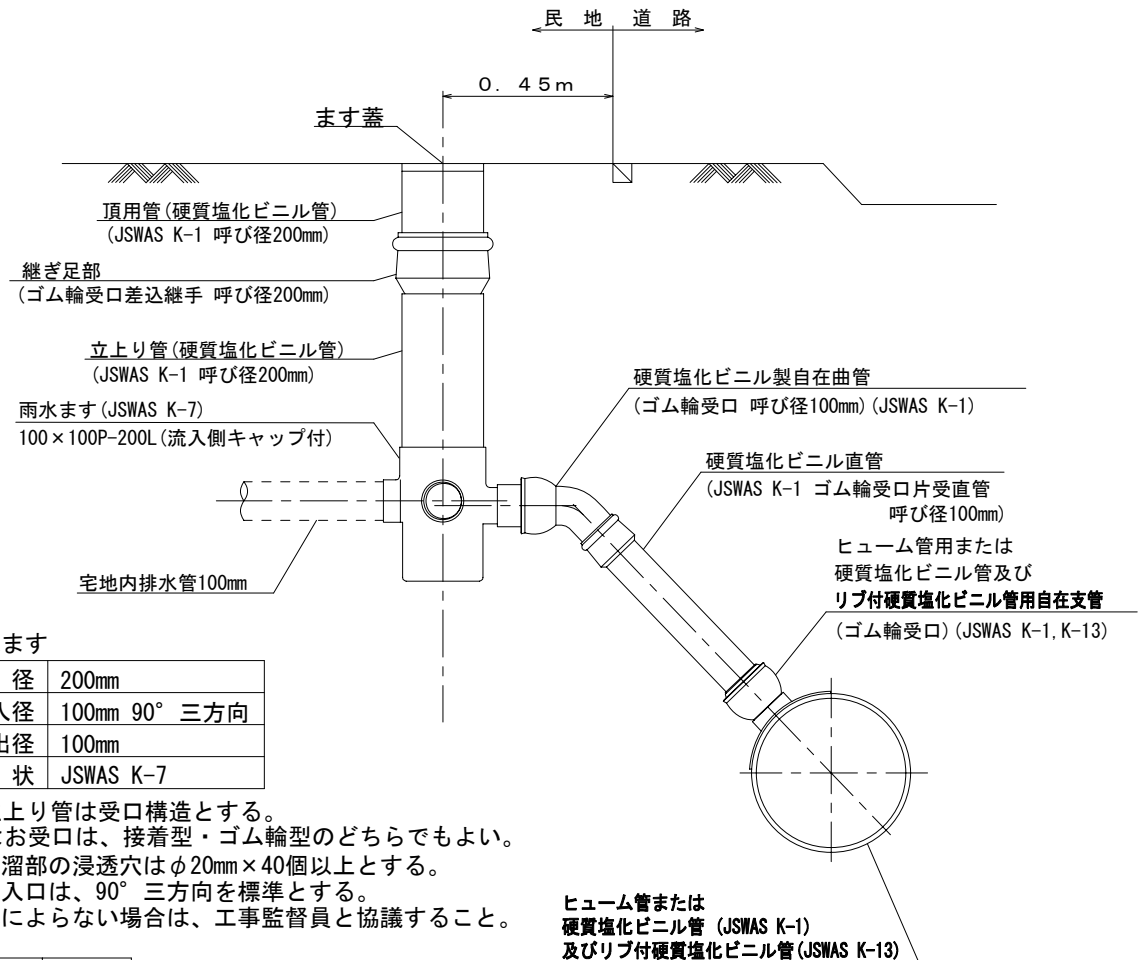 民 地 道 路
0．45m
ます蓋
頂用管(硬質塩化ビニル管)
(JSWAS K-1 呼び径200mm)
継ぎ足部
(ゴム輪受口差込継手 呼び径200mm)
立上り管(硬質塩化ビニル管)
(JSWAS K-1 呼び径200mm)
雨水ます(JSWAS K-7)
100×100P-200L(流入側キャップ付)
宅地内排水管100mm
硬質塩化ビニル製自在曲管
(ゴム輪受口 呼び径100mm)(JSWAS K-1)
硬質塩化ビニル直管
(JSWAS K-1 ゴム輪受口片受直管
呼び径100mm)
ヒューム管用または
硬質塩化ビニル管及び
リブ付硬質塩化ビニル管用自在支管
(ゴム輪受口)(JSWAS K-1,K-13)
ます
径 200mm
入径 100mm 90° 三方向
出径 100mm
状 JSWAS K-7
上り管は受口構造とする。
なお受口は、接着型・ゴム輪型のどちらでもよい。
溜部の浸透穴はφ20mm×40個以上とする。
入口は、90° 三方向を標準とする。
によらない場合は、工事監督員と協議すること。
ヒューム管または
硬質塩化ビニル管 (JSWAS K-1)
及びリブ付硬質塩化ビニル管(JSWAS K-13)